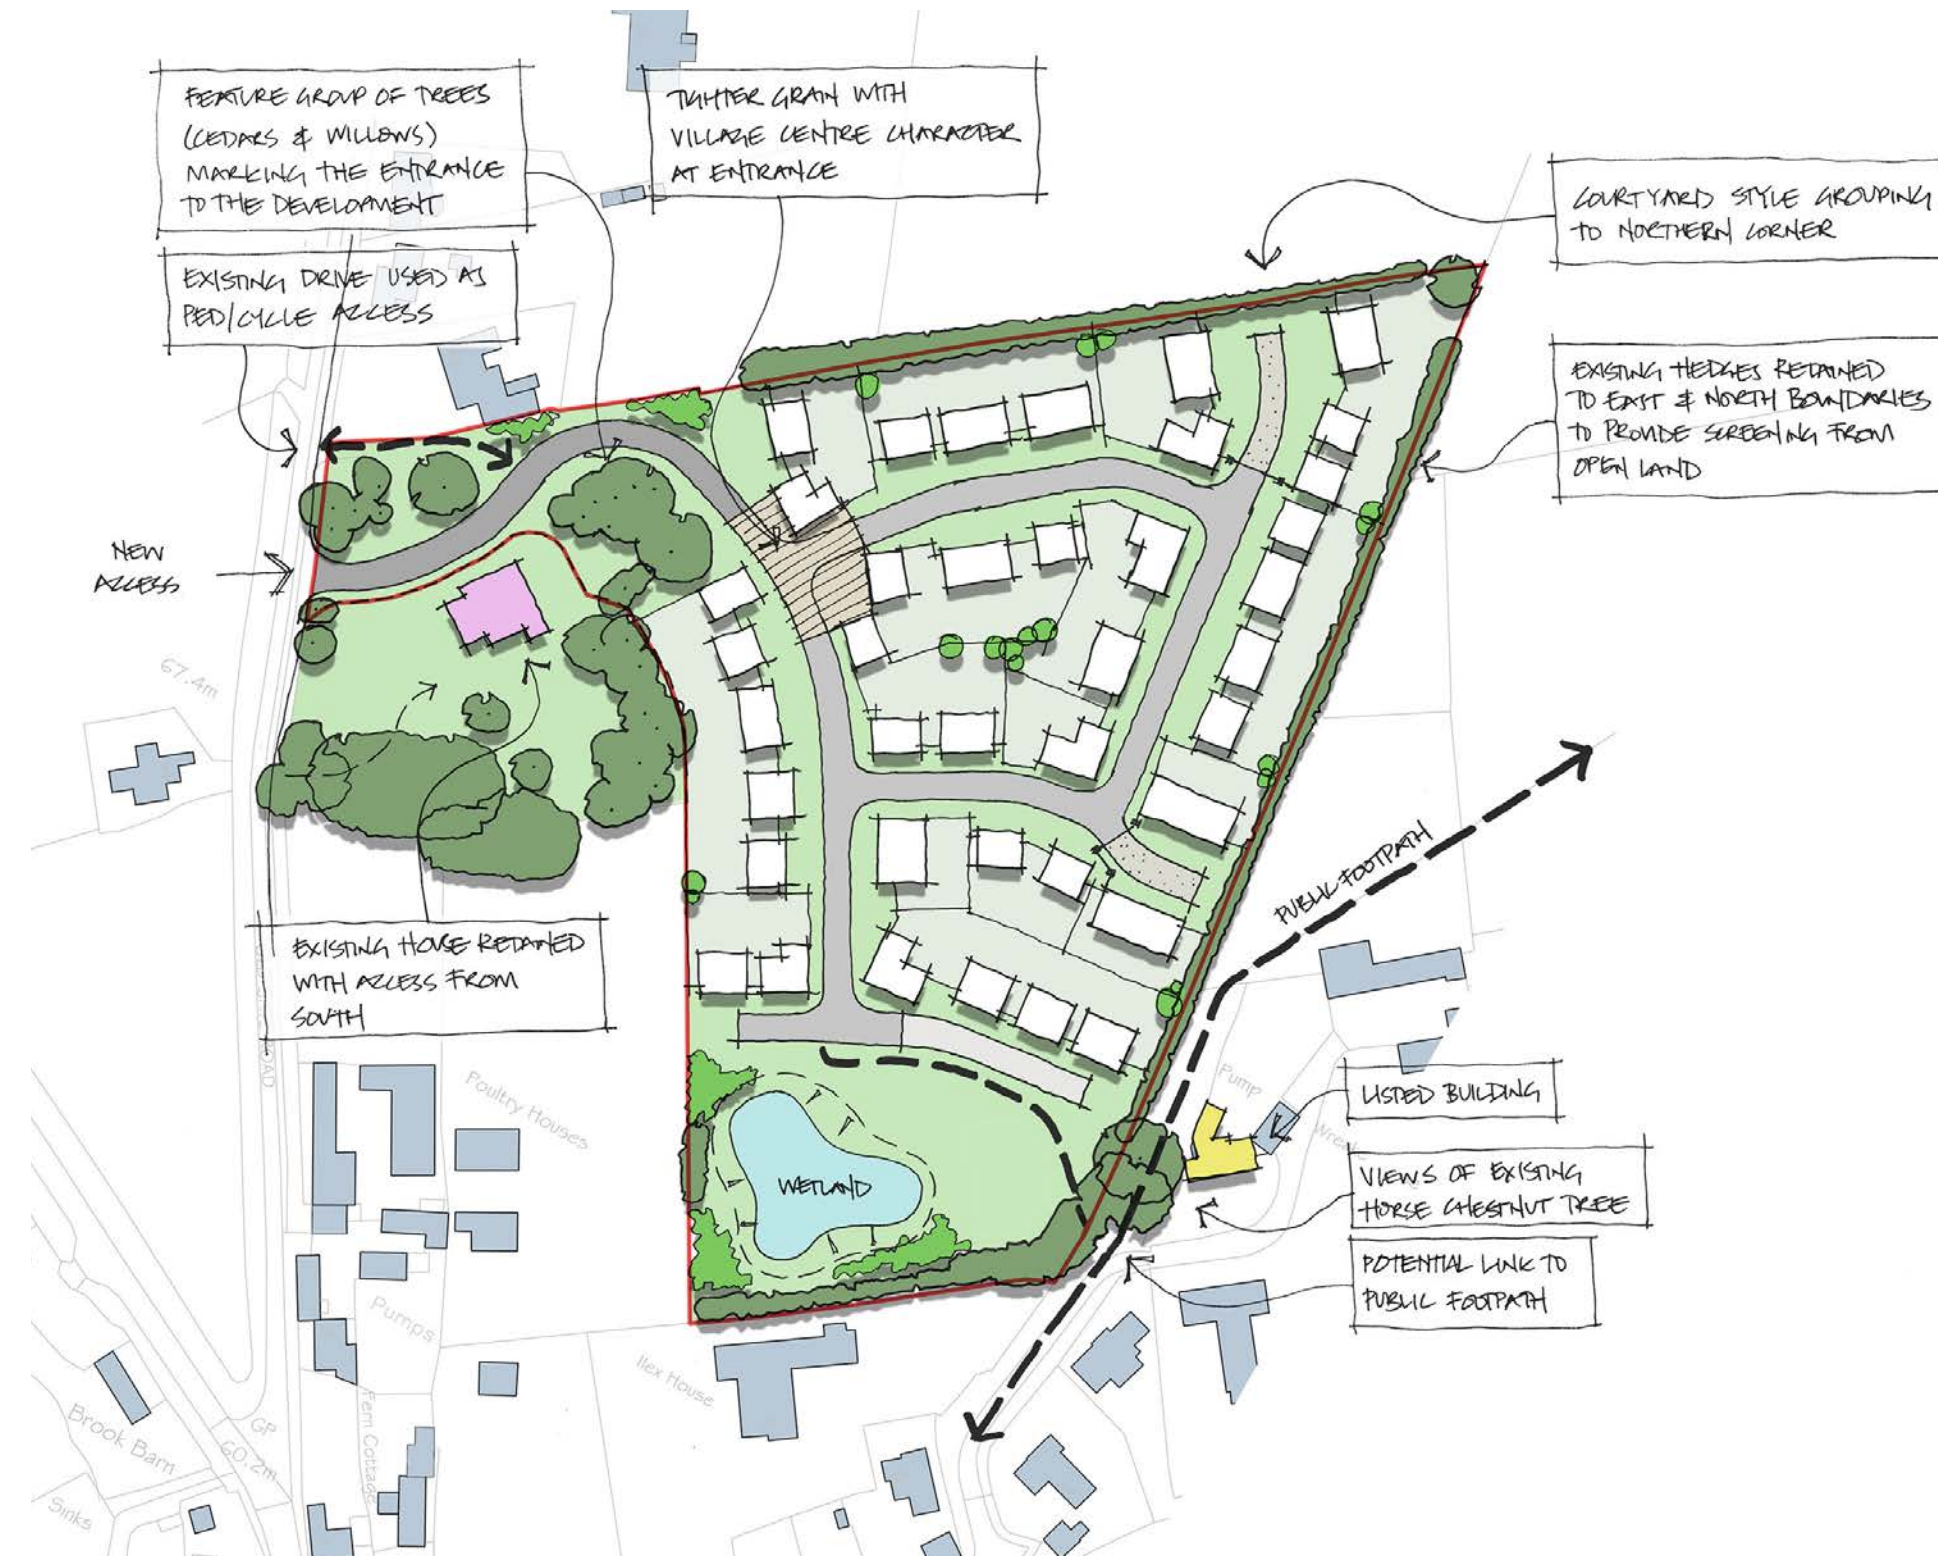 FEATURE GROUP OF TREES
(CEDARS & WILLOWS)
MARKING THE ENTRANCE
TO THE DEVELOPMENT
TIGHTER GRAIN WITH
VILLAGE CENTRE CHARACTER
AT ENTRANCE
COURTYARD STYLE GROUPING
TO NORTHERN CORNER
EXISTING DRIVE USED AS
PED/CYCLE ACCESS
EXISTING HEDGES RETAINED
TO EAST & NORTH BOUNDARIES
TO PROVIDE SCREENING FROM
OPEN LAND
NEW
ACCESS
67.4m
PUBLIC FOOTPATH
EXISTING HOUSE RETAINED
WITH ACCESS FROM
SOUTH
Poultry Houses
Pump
LISTED BUILDING
WETLAND
VIEWS OF EXISTING
HORSE CHESTNUT TREE
POTENTIAL LINK TO
PUBLIC FOOTPATH
Pumps
Ilex House
Fern Cottage
Brook Barn
GP
60.2m
Sinks